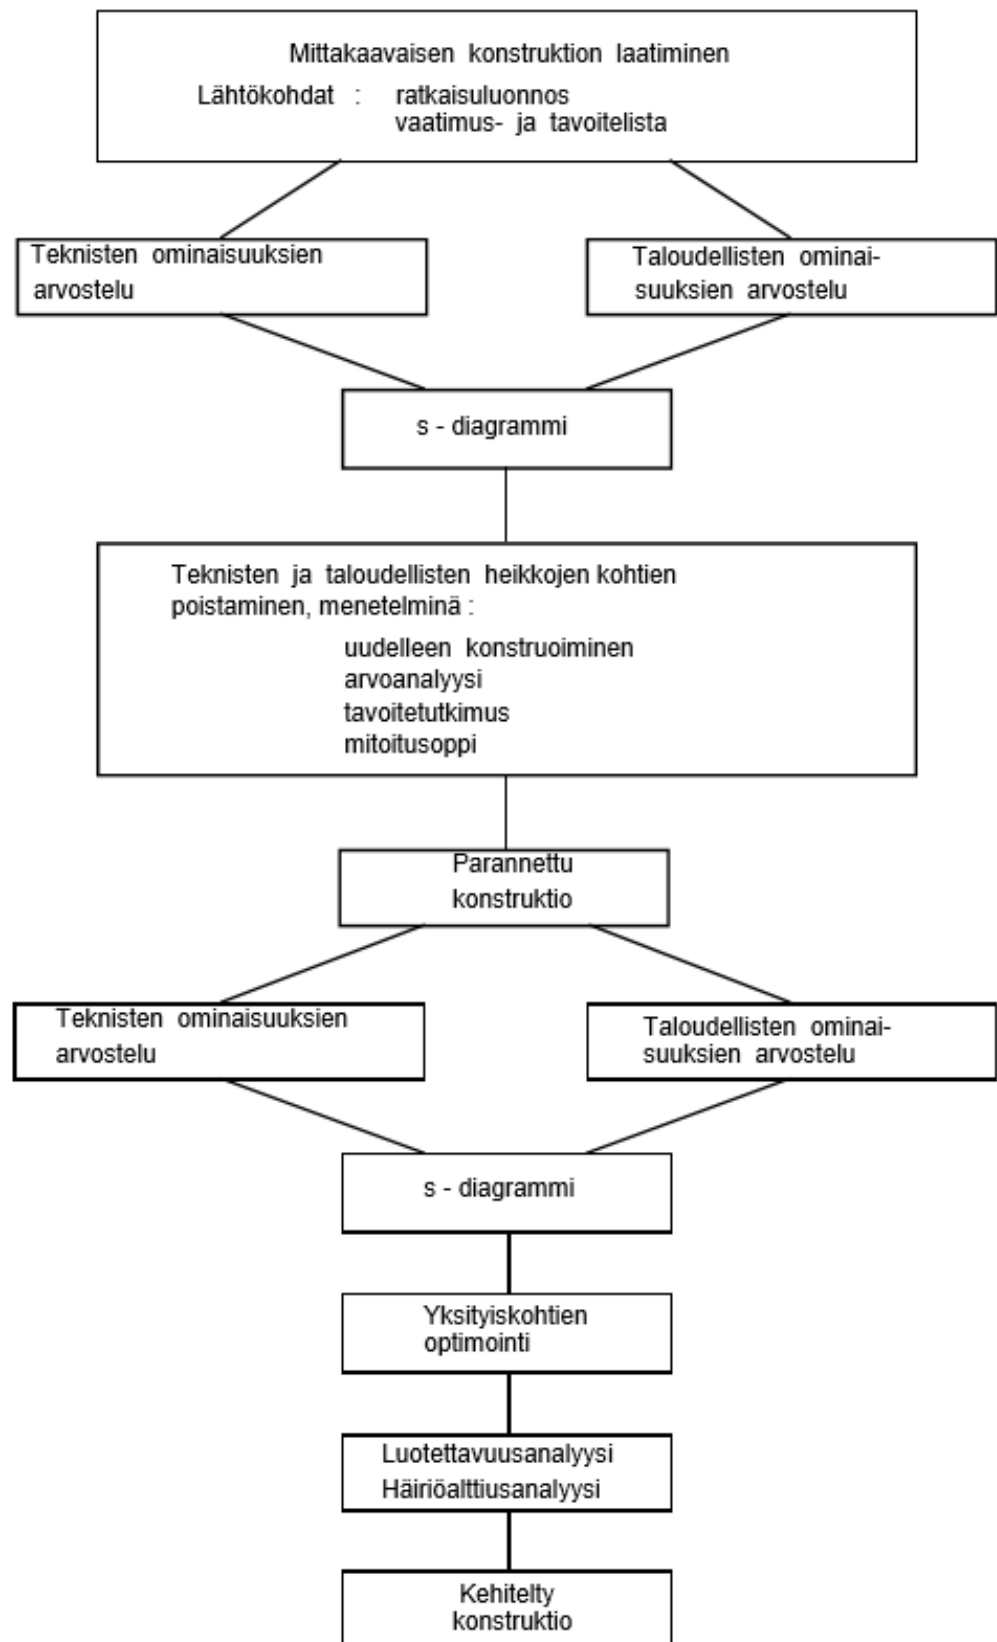 Mittakaavaisen konstruktion laatiminen
Lähtökohdat : ratkaisuluonnos
vaatimus- ja tavoitelista
Teknisten ominaisuuksien
arvostelu
Taloudellisten ominai-
suuksien arvostelu
s - diagrammi
Teknisten ja taloudellisten heikkojen kohtien
poistaminen, menetelminä :
uudelleen konstruoiminen
arvoanalyysi
tavoitetutkimus
mitoitusoppi
Parannettu
konstruktio
Teknisten ominaisuuksien
arvostelu
Taloudellisten ominai-
suuksien arvostelu
s - diagrammi
Yksityiskohtien
optimointi
Luotettavuusanalyysi
Häiriöalttiusanalyysi
Kehitelty
konstruktio